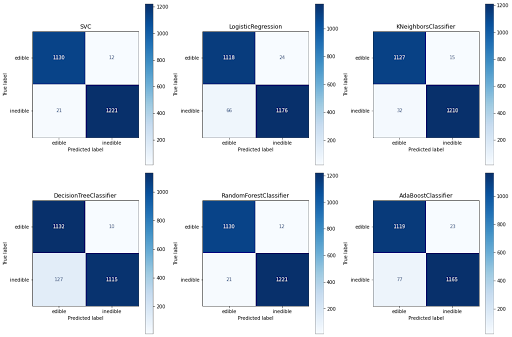 SVC
True label
edible
1130
12
inedible
21
1221
edible
inedible
Predicted label
1200
1000
800
600
400
200
LogisticRegression
True label
edible
1118
24
inedible
66
1176
edible
inedible
Predicted label
1000
800
600
400
200
KNeighborsClassifier
True label
edible
1127
15
inedible
32
1210
edible
inedible
Predicted label
1200
1000
800
600
400
200
DecisionTreeClassifier
True label
edible
1132
10
inedible
127
1115
edible
inedible
Predicted label
1000
800
600
400
200
RandomForestClassifier
True label
edible
1130
12
inedible
21
1221
edible
inedible
Predicted label
1200
1000
800
600
400
200
AdaBoostClassifier
True label
edible
1119
23
inedible
77
1165
edible
inedible
Predicted label
1000
800
600
400
200